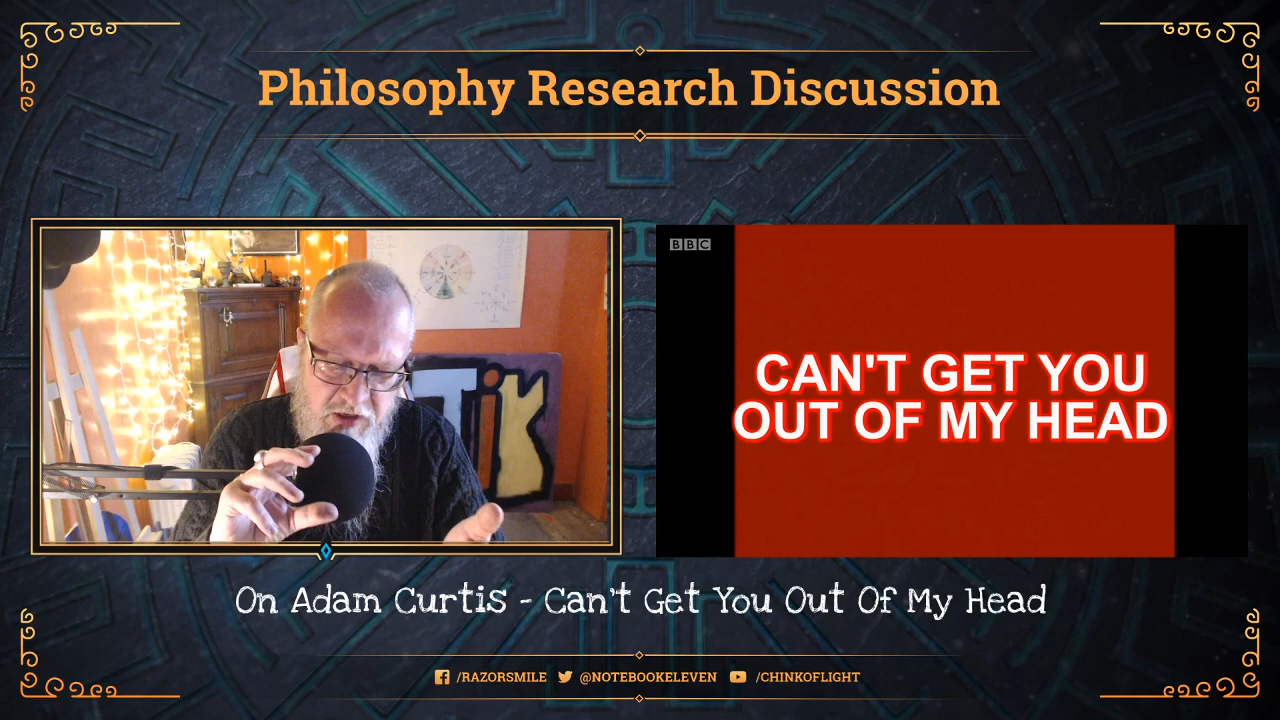 Philosophy Research Discussion
BBC
CAN'T GET YOU
OUT OF MY HEAD
TIK
On Adam Curtis - Can't Get You Out Of My Head
/RAZORSMILE @NOTEBOOKELEVEN /CHINKOFLIGHT